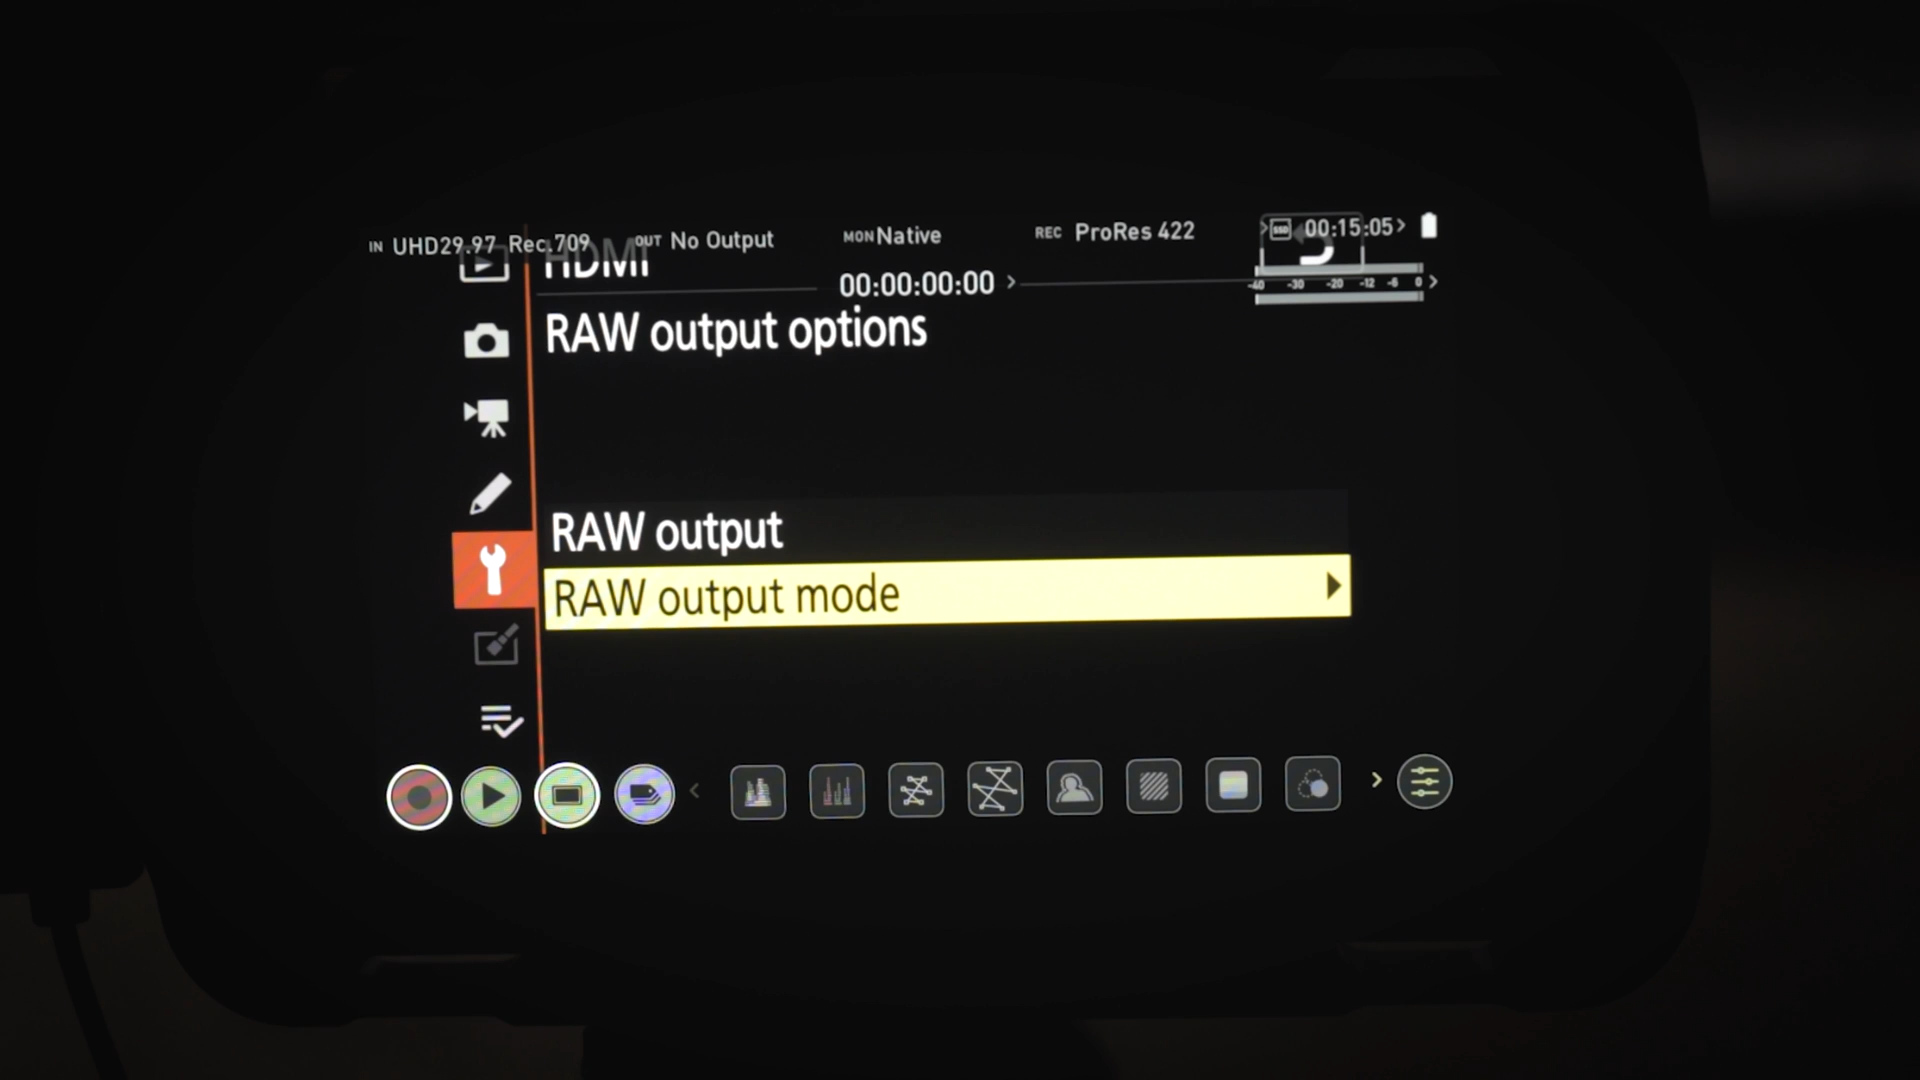 IN UHD29.97 Rec.709 OUT No Output MON Native REC ProRes 422 SSD 00:15:05
HDMI
00:00:00:00
-40 -30 -20 -12 -6 0
RAW output options
RAW output
RAW output mode